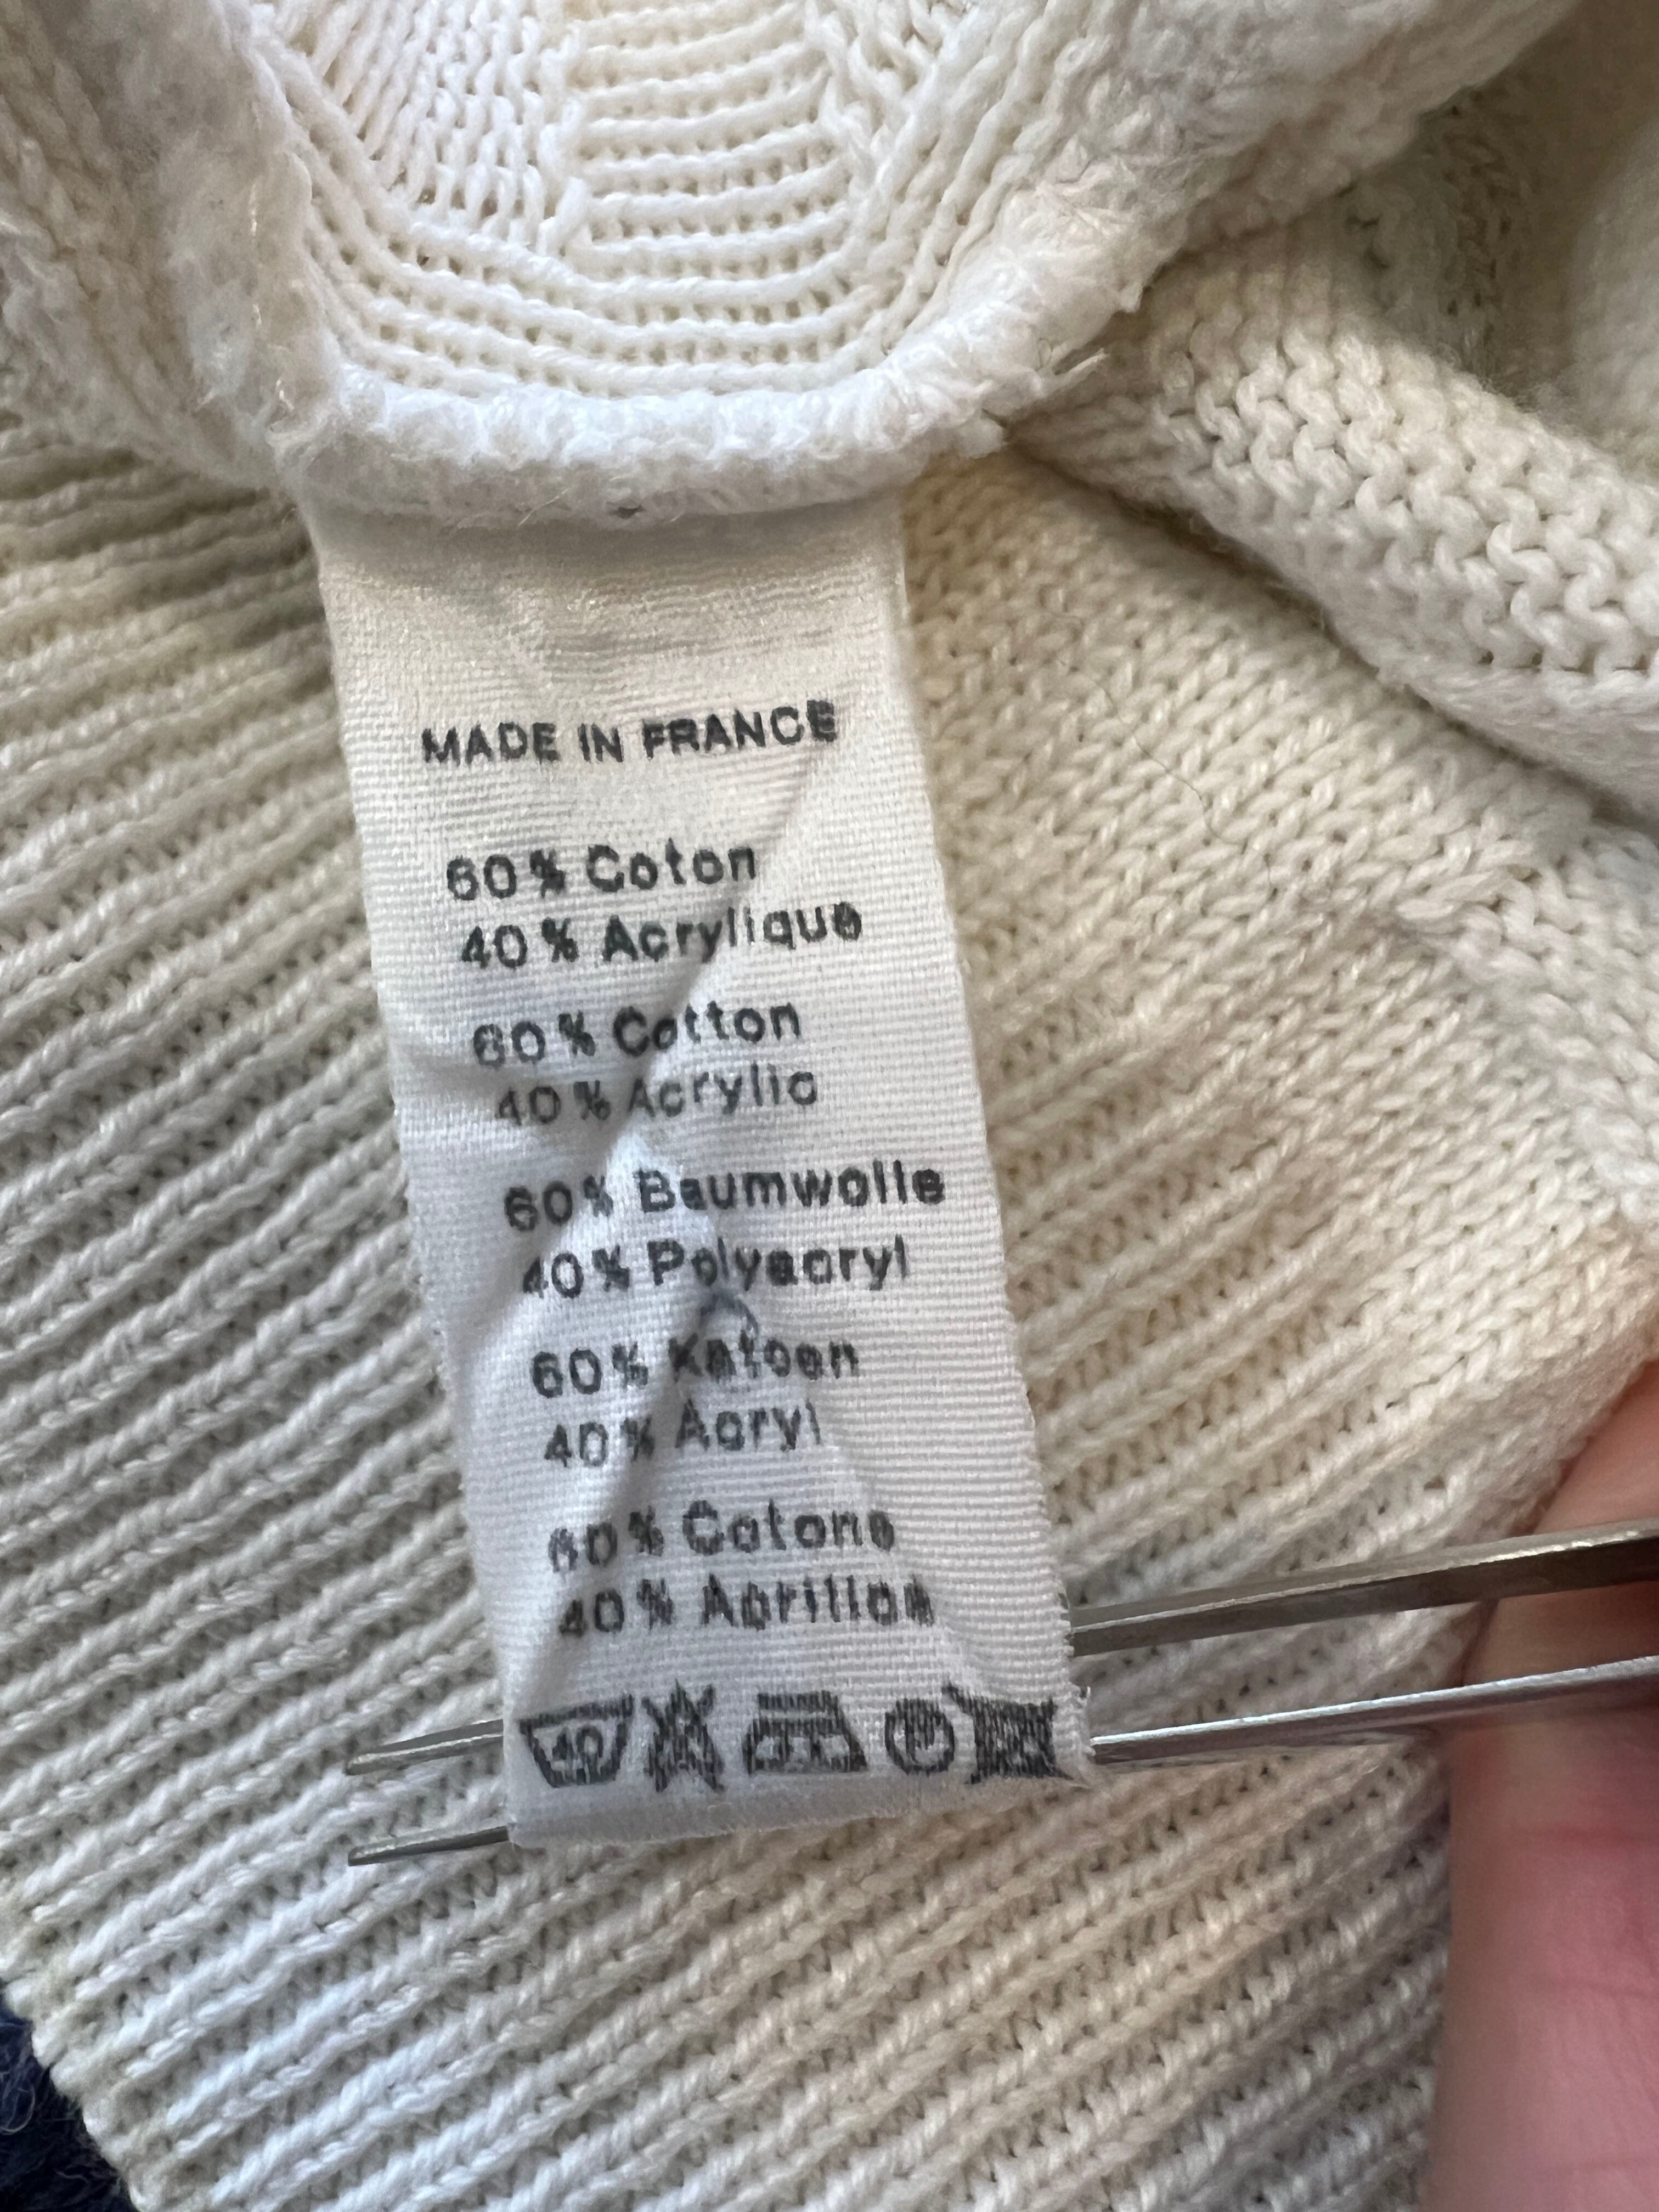 MADE IN FRANCE
60% Coton
40% Acrylique
60% Cotton
40% Acrylic
60% Baumwolle
40% Polyacryl
60% Katoen
40% Acryl
60% Cotone
40%
40 P